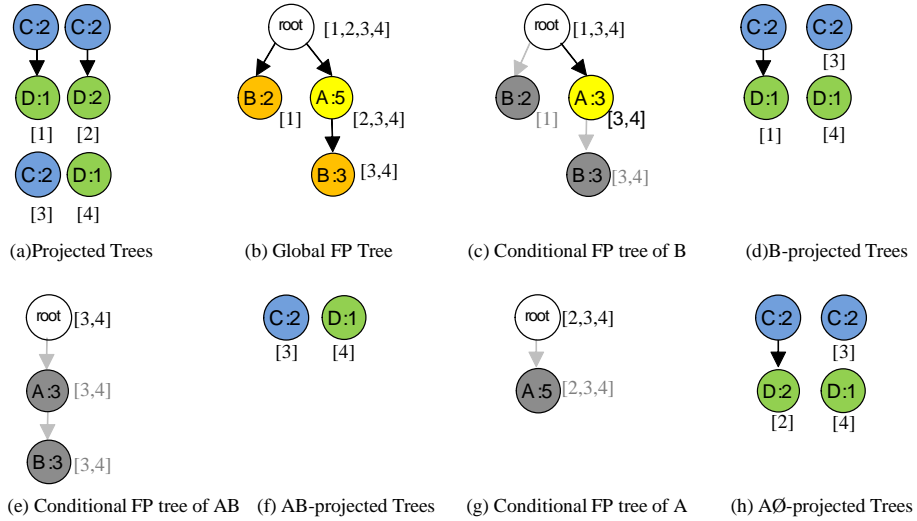 C:2 C:2
D:1 D:2
[1] [2]
C:2 D:1
[3] [4]
(a)Projected Trees
root [1,2,3,4]
B:2 [1] A:5 [2,3,4]
B:3 [3,4]
(b) Global FP Tree
root [1,3,4]
B:2 [1] A:3 [3,4]
B:3 [3,4]
(c) Conditional FP tree of B
C:2 C:2
[3]
D:1 D:1
[1] [4]
(d)B-projected Trees
root [3,4]
A:3 [3,4]
B:3 [3,4]
(e) Conditional FP tree of AB
C:2 D:1
[3] [4]
(f) AB-projected Trees
root [2,3,4]
A:5 [2,3,4]
(g) Conditional FP tree of A
C:2 C:2
[3]
D:2 D:1
[2] [4]
(h) AØ-projected Trees